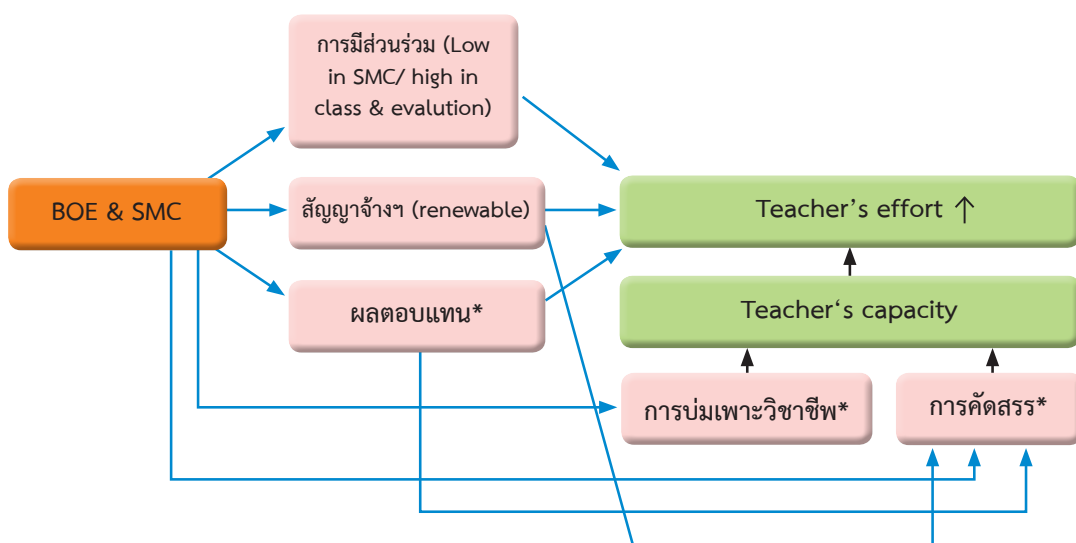 การมีส่วนร่วม (Low
in SMC/ high in
class & evalution)
BOE & SMC
สัญญาจ้างฯ (renewable)
Teacher's effort ↑
ผลตอบแทน*
Teacher‘s capacity
การบ่มเพาะวิชาชีพ*
การคัดสรร*